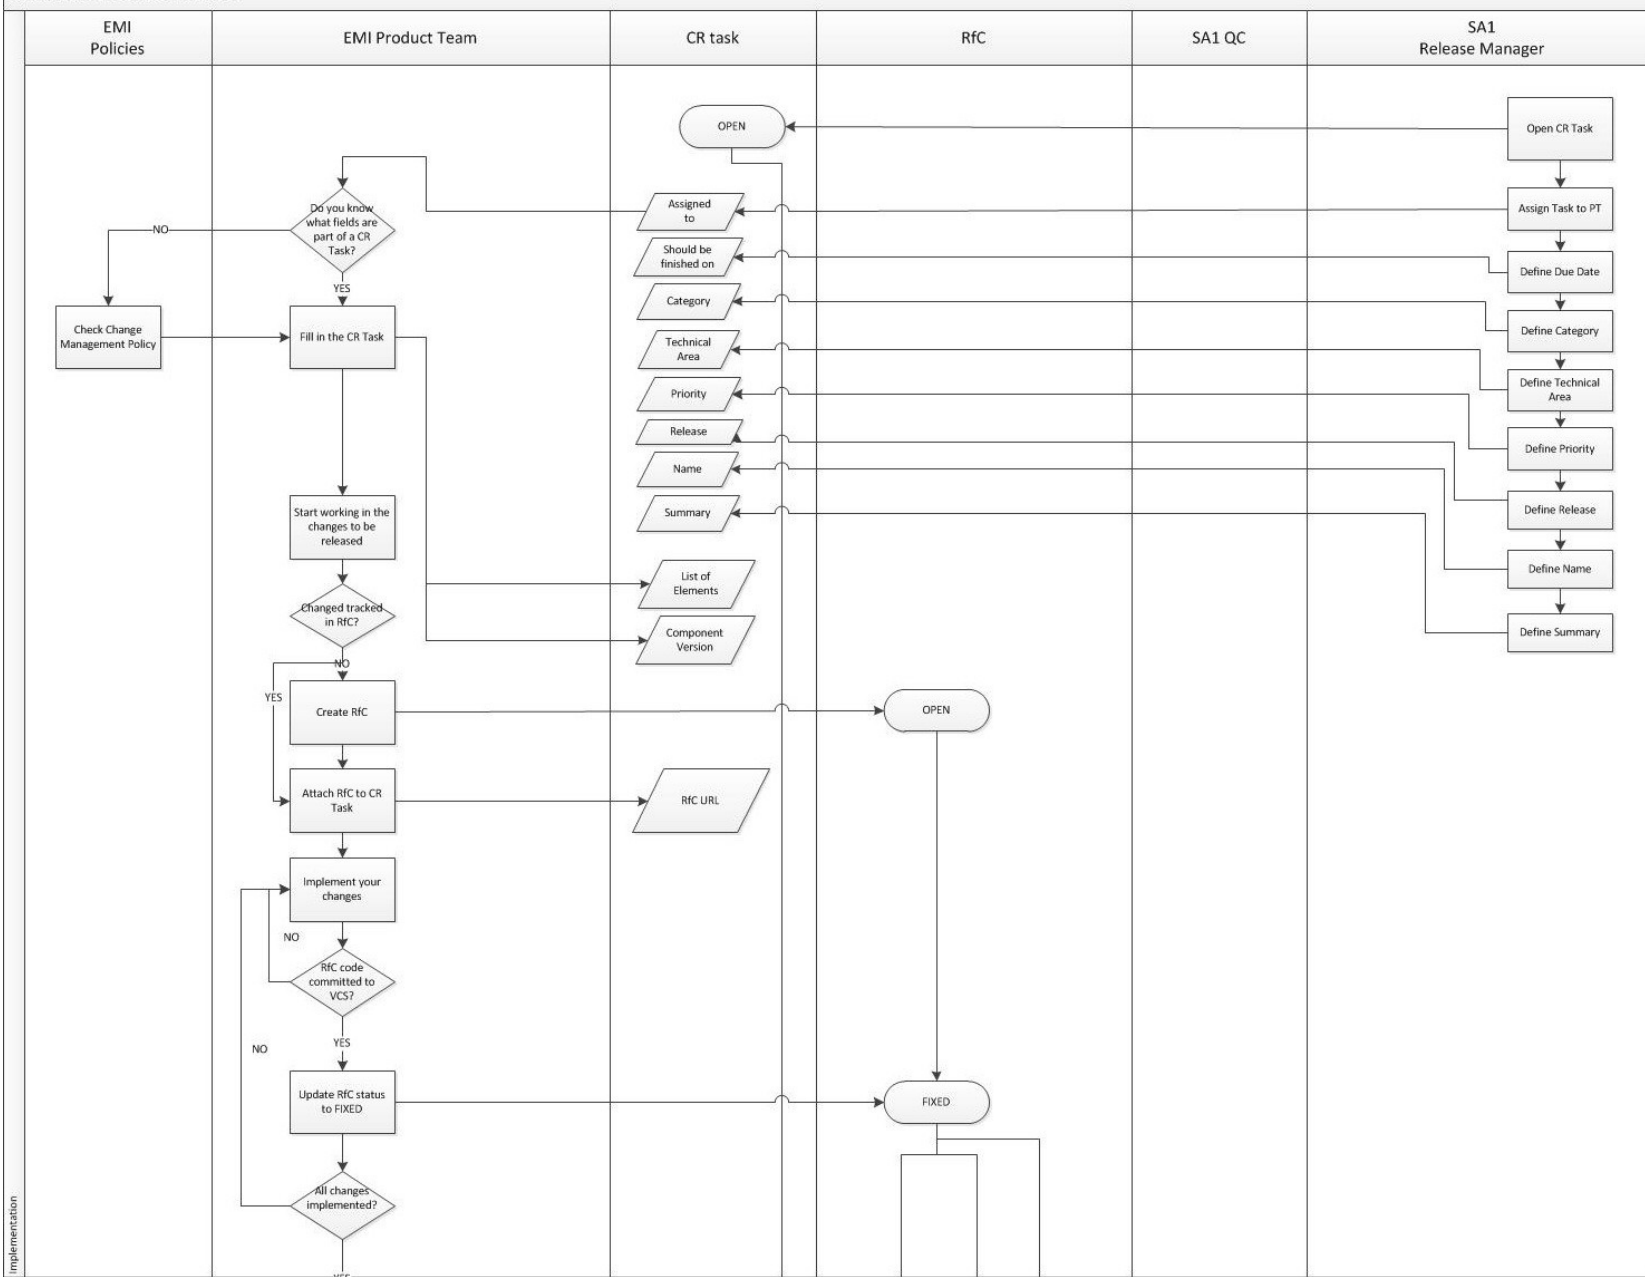 EMI
Policies
EMI Product Team
CR task
RfC
SA1 QC
SA1
Release Manager
OPEN
Open CR Task
Do you know
what fields are
part of a CR
Task?
NO
YES
Assigned
to
Assign Task to PT
Should be
finished on
Define Due Date
Check Change
Management Policy
Fill in the CR Task
Category
Define Category
Technical
Area
Define Technical
Area
Priority
Define Priority
Release
Define Release
Name
Define Name
Summary
Define Summary
Start working in the
changes to be
released
List of
Elements
Changed tracked
in RfC?
Component
Version
NO
YES
Create RfC
OPEN
Attach RfC to CR
Task
RfC URL
Implement your
changes
NO
RfC code
committed to
VCS?
NO
YES
Update RfC status
to FIXED
FIXED
All changes
implemented?
YES
Implementation